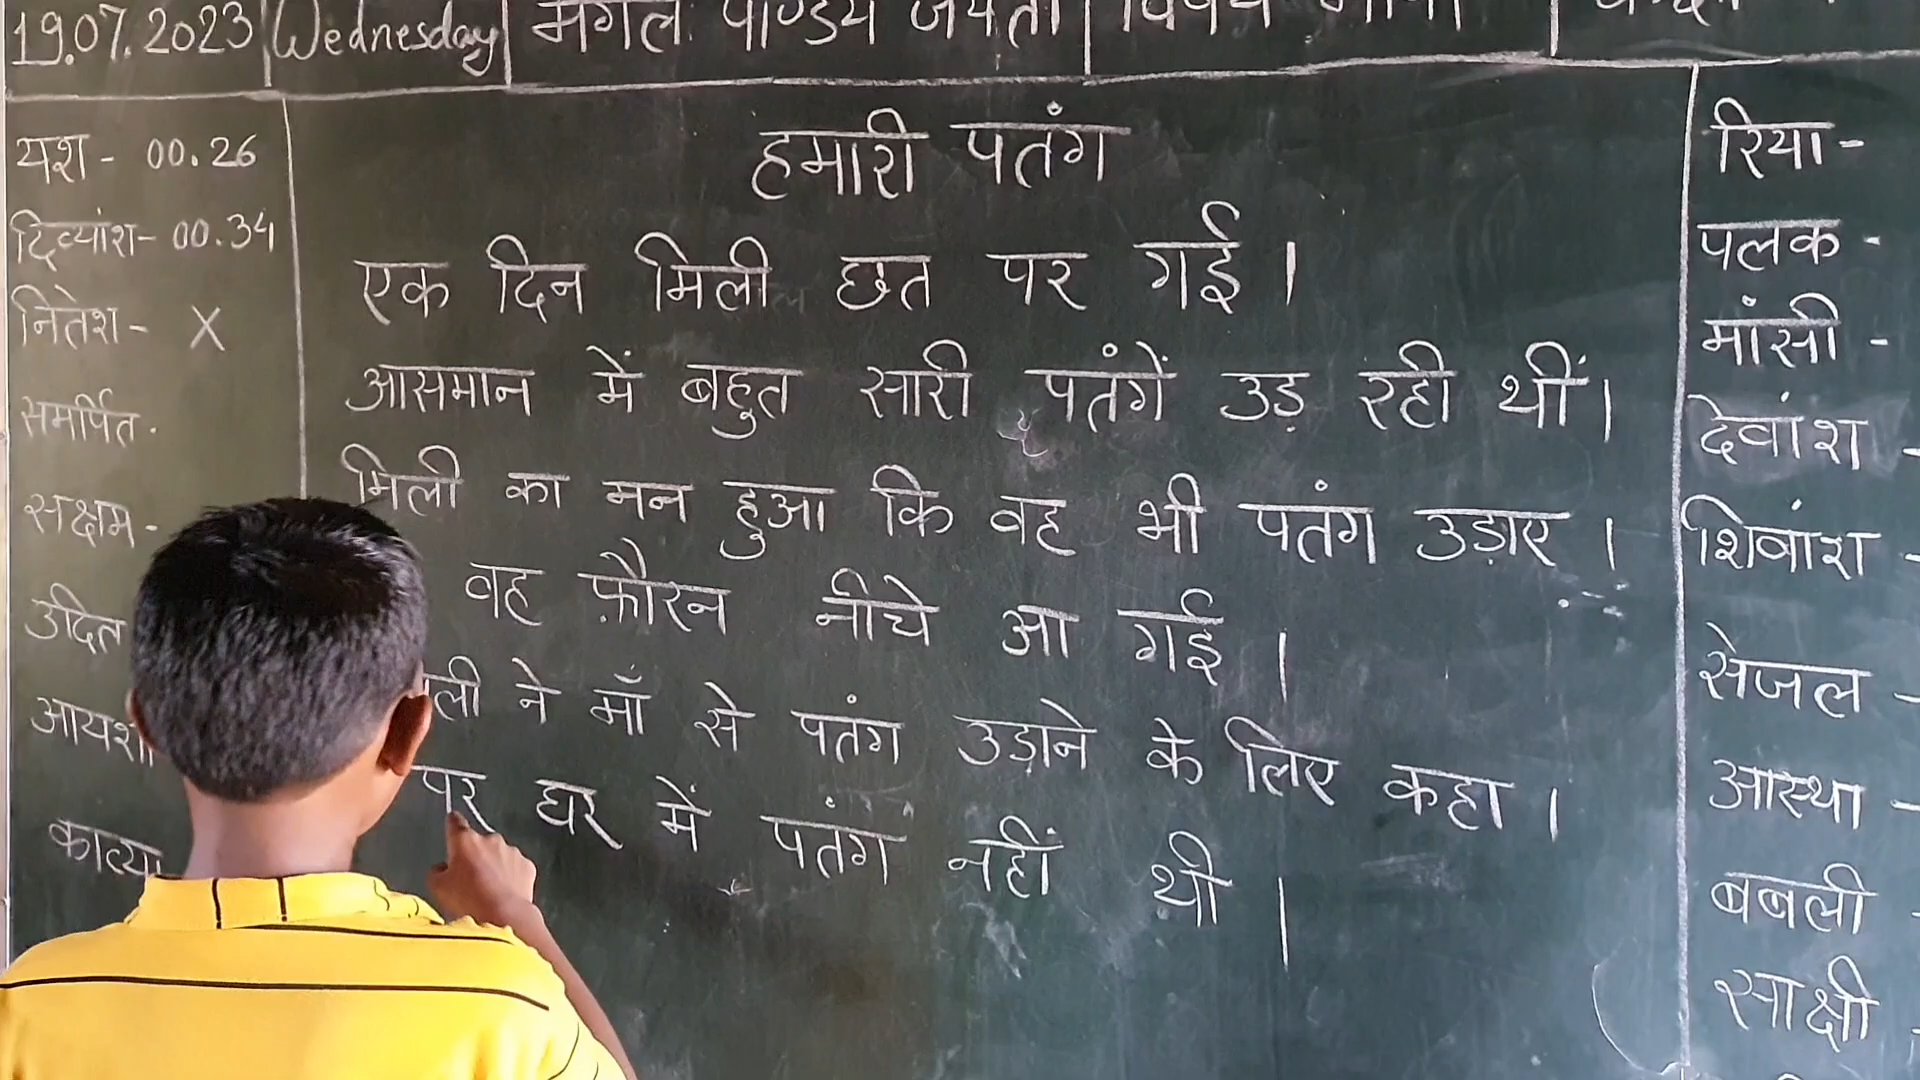 19.07.2023 Wednesday मंगल पाण्डेय जयंती विषय
यश - 00.26
दिव्यांश - 00.34
नितेश - X
समर्पित.
सक्षम -
उदित
आयशा
काव्या
हमारी पतंग
एक दिन मिली छत पर गई।
आसमान में बहुत सारी पतंगें उड़ रही थीं।
मिली का मन हुआ कि वह भी पतंग उड़ाए।
वह फ़ौरन नीचे आ गई।
ली ने माँ से पतंग उड़ाने के लिए कहा।
पर घर में पतंग नहीं थी।
रिया -
पलक -
मांसी -
देवांश -
शिवांश -
सेजल -
आस्था -
बबली -
साक्षी -